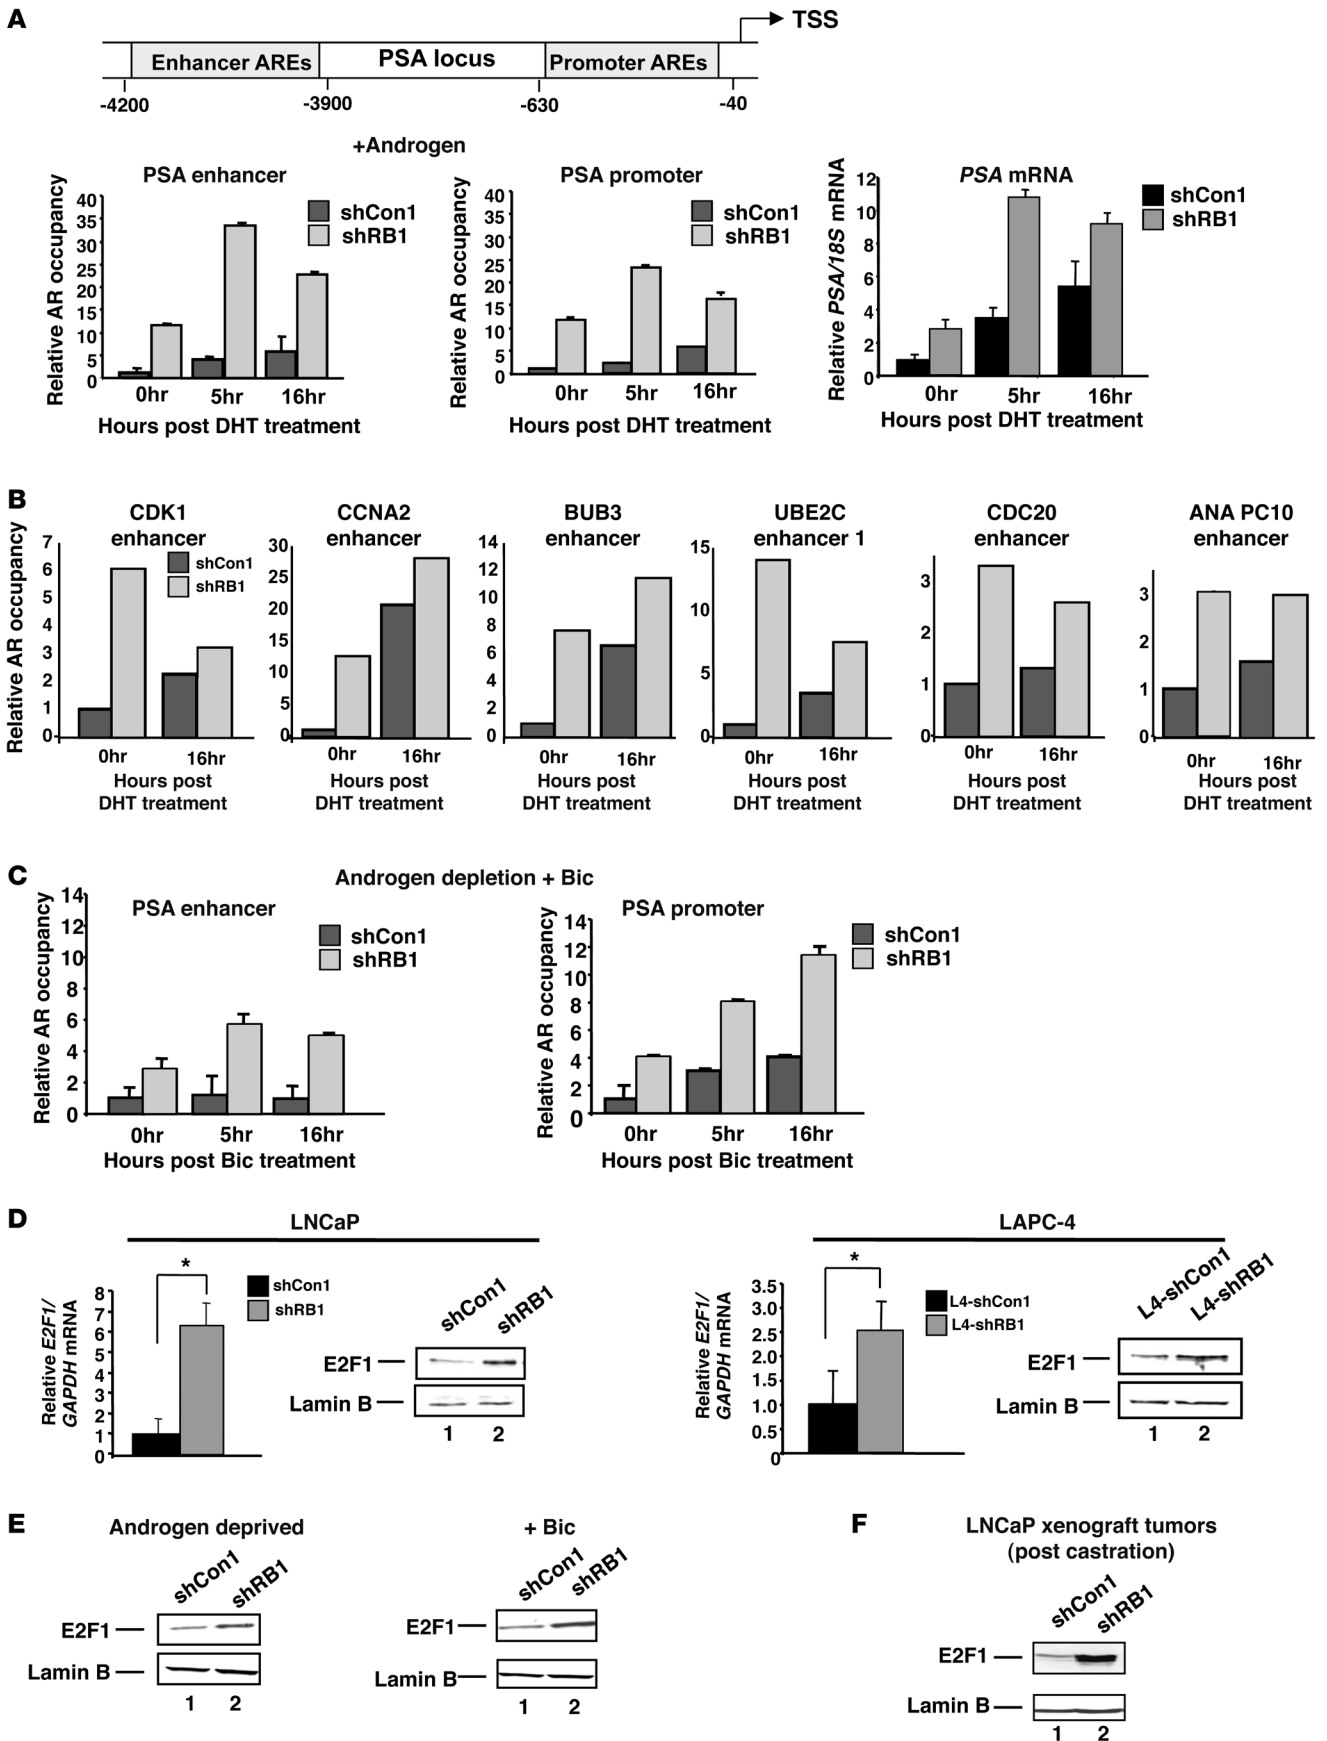 A
TSS
Enhancer AREs
PSA locus
Promoter AREs
-4200
-3900
-630
-40
+Androgen
PSA enhancer
Relative AR occupancy
40
35
30
25
20
15
10
5
0
shCon1
shRB1
0hr
5hr
16hr
Hours post DHT treatment
PSA promoter
Relative AR occupancy
40
35
30
25
20
15
10
5
0
shCon1
shRB1
0hr
5hr
16hr
Hours post DHT treatment
PSA mRNA
Relative PSA/18S mRNA
12
10
8
6
4
2
0
shCon1
shRB1
0hr
5hr
16hr
Hours post DHT treatment
B
CDK1
enhancer
Relative AR occupancy
7
6
5
4
3
2
1
0
shCon1
shRB1
0hr
16hr
Hours post
DHT treatment
CCNA2
enhancer
30
25
20
15
10
5
0
0hr
16hr
Hours post
DHT treatment
BUB3
enhancer
14
12
10
8
6
4
2
0
0hr
16hr
Hours post
DHT treatment
UBE2C
enhancer 1
15
10
5
0
0hr
16hr
Hours post
DHT treatment
CDC20
enhancer
3
2
1
0
0hr
16hr
Hours post
DHT treatment
ANA PC10
enhancer
3
2
1
0
0hr
16hr
Hours post
DHT treatment
C
Androgen depletion + Bic
PSA enhancer
Relative AR occupancy
14
12
10
8
6
4
2
0
shCon1
shRB1
0hr
5hr
16hr
Hours post Bic treatment
PSA promoter
Relative AR occupancy
14
12
10
8
6
4
2
0
shCon1
shRB1
0hr
5hr
16hr
Hours post Bic treatment
D
LNCaP
*
Relative E2F1/
GAPDH mRNA
8
7
6
5
4
3
2
1
0
shCon1
shRB1
shCon1
shRB1
E2F1
Lamin B
1
2
LAPC-4
*
Relative E2F1/
GAPDH mRNA
3.5
3.0
2.5
2.0
1.5
1.0
0.5
0
L4-shCon1
L4-shRB1
L4-shCon1
L4-shRB1
E2F1
Lamin B
1
2
E
Androgen deprived
shCon1
shRB1
E2F1
Lamin B
1
2
+ Bic
shCon1
shRB1
E2F1
Lamin B
1
2
F
LNCaP xenograft tumors
(post castration)
shCon1
shRB1
E2F1
Lamin B
1
2